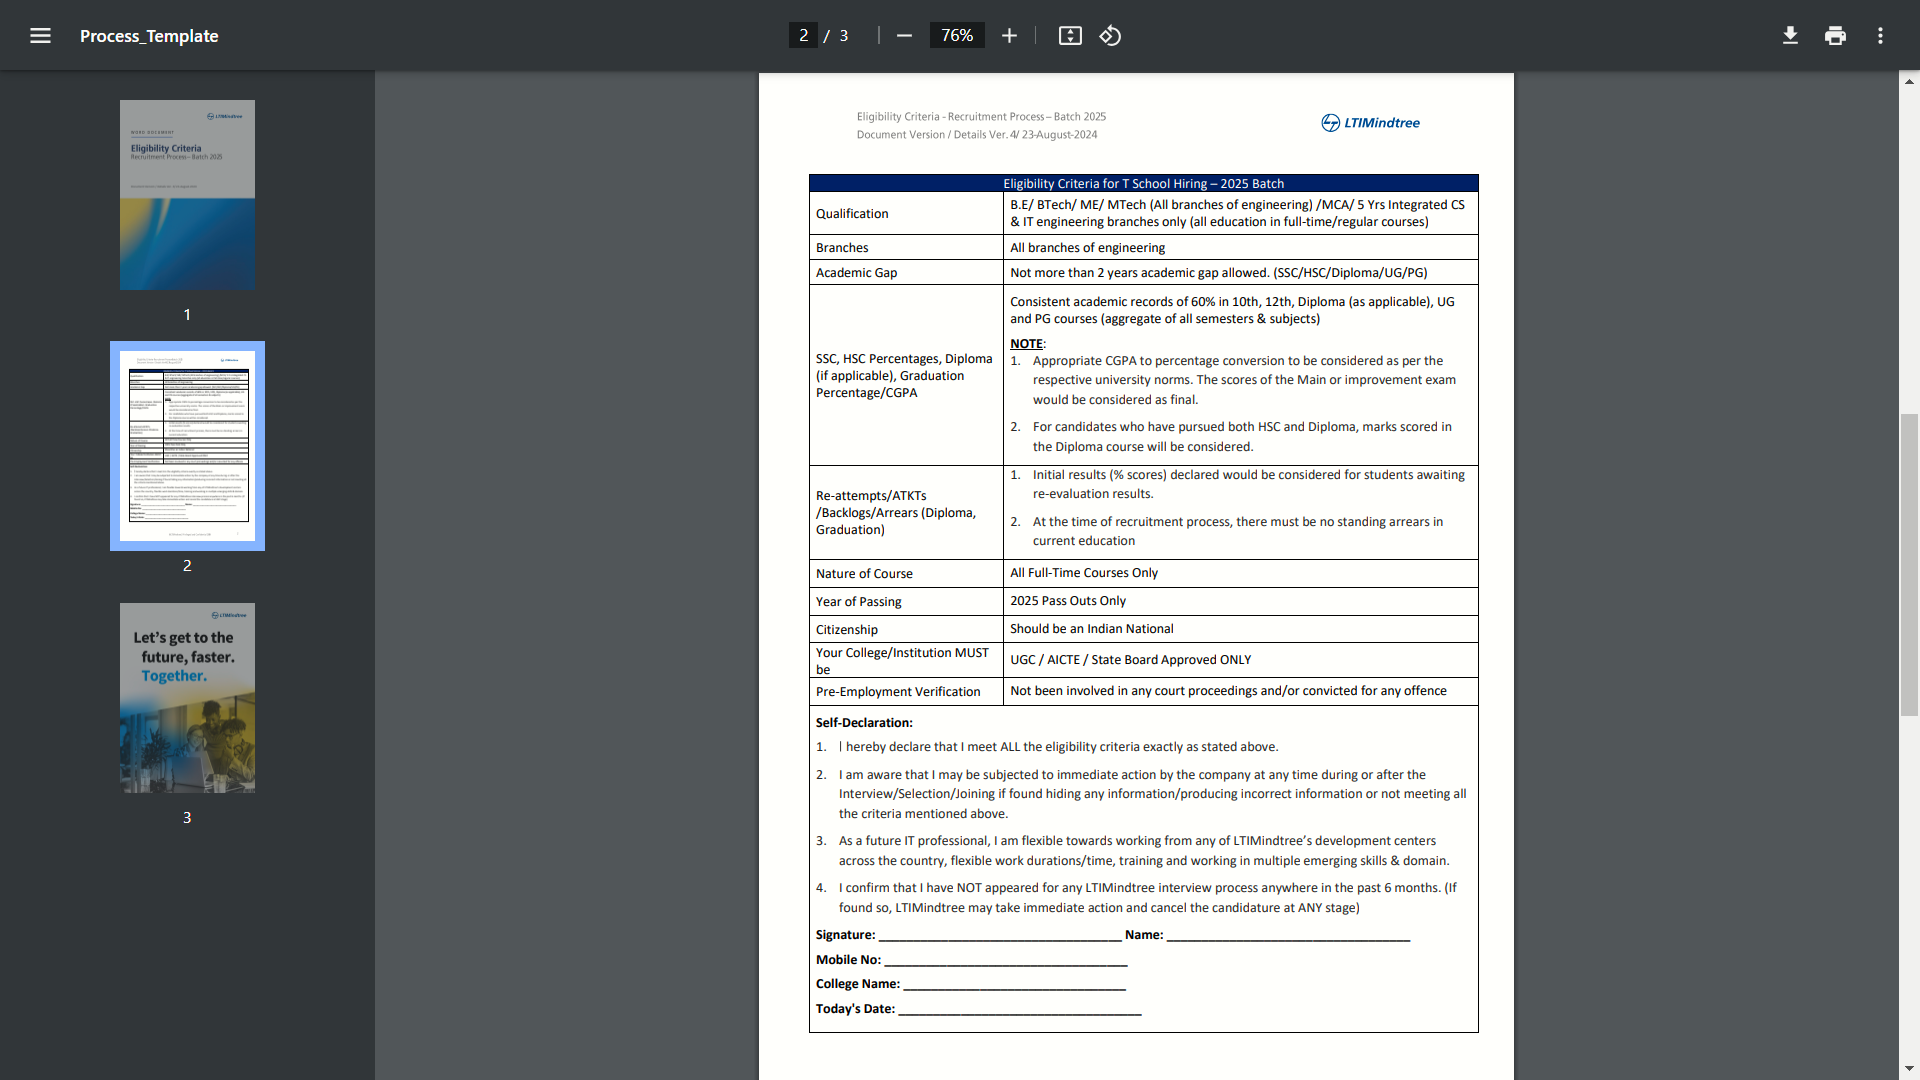 Process_Template
2 / 3
76%
LTIMindtree
WORD DOCUMENT
Eligibility Criteria
Recruitment Process – Batch 2025
1
2
LTIMindtree
Let's get to the
future, faster.
Together.
3
Eligibility Criteria - Recruitment Process – Batch 2025
Document Version / Details Ver. 4/ 23-August-2024
LTIMindtree
Eligibility Criteria for T School Hiring – 2025 Batch
Qualification
B.E/ BTech/ ME/ MTech (All branches of engineering) /MCA/ 5 Yrs Integrated CS
& IT engineering branches only (all education in full-time/regular courses)
Branches
All branches of engineering
Academic Gap
Not more than 2 years academic gap allowed. (SSC/HSC/Diploma/UG/PG)
SSC, HSC Percentages, Diploma
(if applicable), Graduation
Percentage/CGPA
Consistent academic records of 60% in 10th, 12th, Diploma (as applicable), UG
and PG courses (aggregate of all semesters & subjects)
NOTE:
1. Appropriate CGPA to percentage conversion to be considered as per the
respective university norms. The scores of the Main or improvement exam
would be considered as final.
2. For candidates who have pursued both HSC and Diploma, marks scored in
the Diploma course will be considered.
Re-attempts/ATKTs
/Backlogs/Arrears (Diploma,
Graduation)
1. Initial results (% scores) declared would be considered for students awaiting
re-evaluation results.
2. At the time of recruitment process, there must be no standing arrears in
current education
Nature of Course
All Full-Time Courses Only
Year of Passing
2025 Pass Outs Only
Citizenship
Should be an Indian National
Your College/Institution MUST
be
UGC / AICTE / State Board Approved ONLY
Pre-Employment Verification
Not been involved in any court proceedings and/or convicted for any offence
Self-Declaration:
1. I hereby declare that I meet ALL the eligibility criteria exactly as stated above.
2. I am aware that I may be subjected to immediate action by the company at any time during or after the
Interview/Selection/Joining if found hiding any information/producing incorrect information or not meeting all
the criteria mentioned above.
3. As a future IT professional, I am flexible towards working from any of LTIMindtree's development centers
across the country, flexible work durations/time, training and working in multiple emerging skills & domain.
4. I confirm that I have NOT appeared for any LTIMindtree interview process anywhere in the past 6 months. (If
found so, LTIMindtree may take immediate action and cancel the candidature at ANY stage)
Signature: ___________________________________ Name: ___________________________________
Mobile No: ___________________________________
College Name: ________________________________
Today's Date: ___________________________________